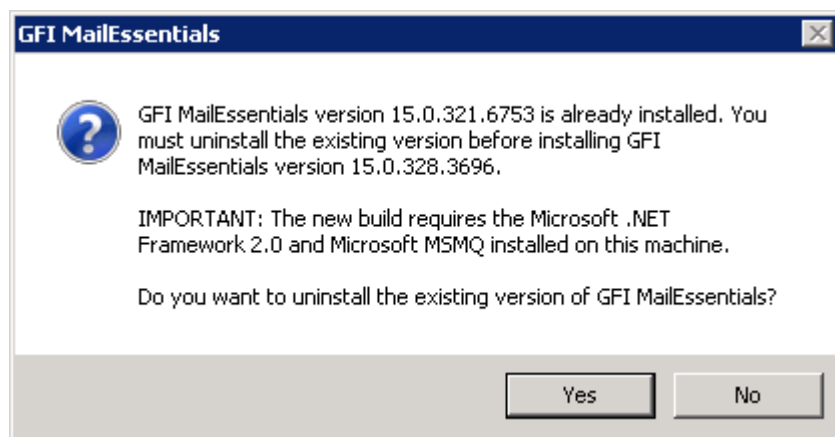 GFI MailEssentials
GFI MailEssentials version 15.0.321.6753 is already installed. You
must uninstall the existing version before installing GFI
MailEssentials version 15.0.328.3696.
IMPORTANT: The new build requires the Microsoft .NET
Framework 2.0 and Microsoft MSMQ installed on this machine.
Do you want to uninstall the existing version of GFI MailEssentials?
Yes No